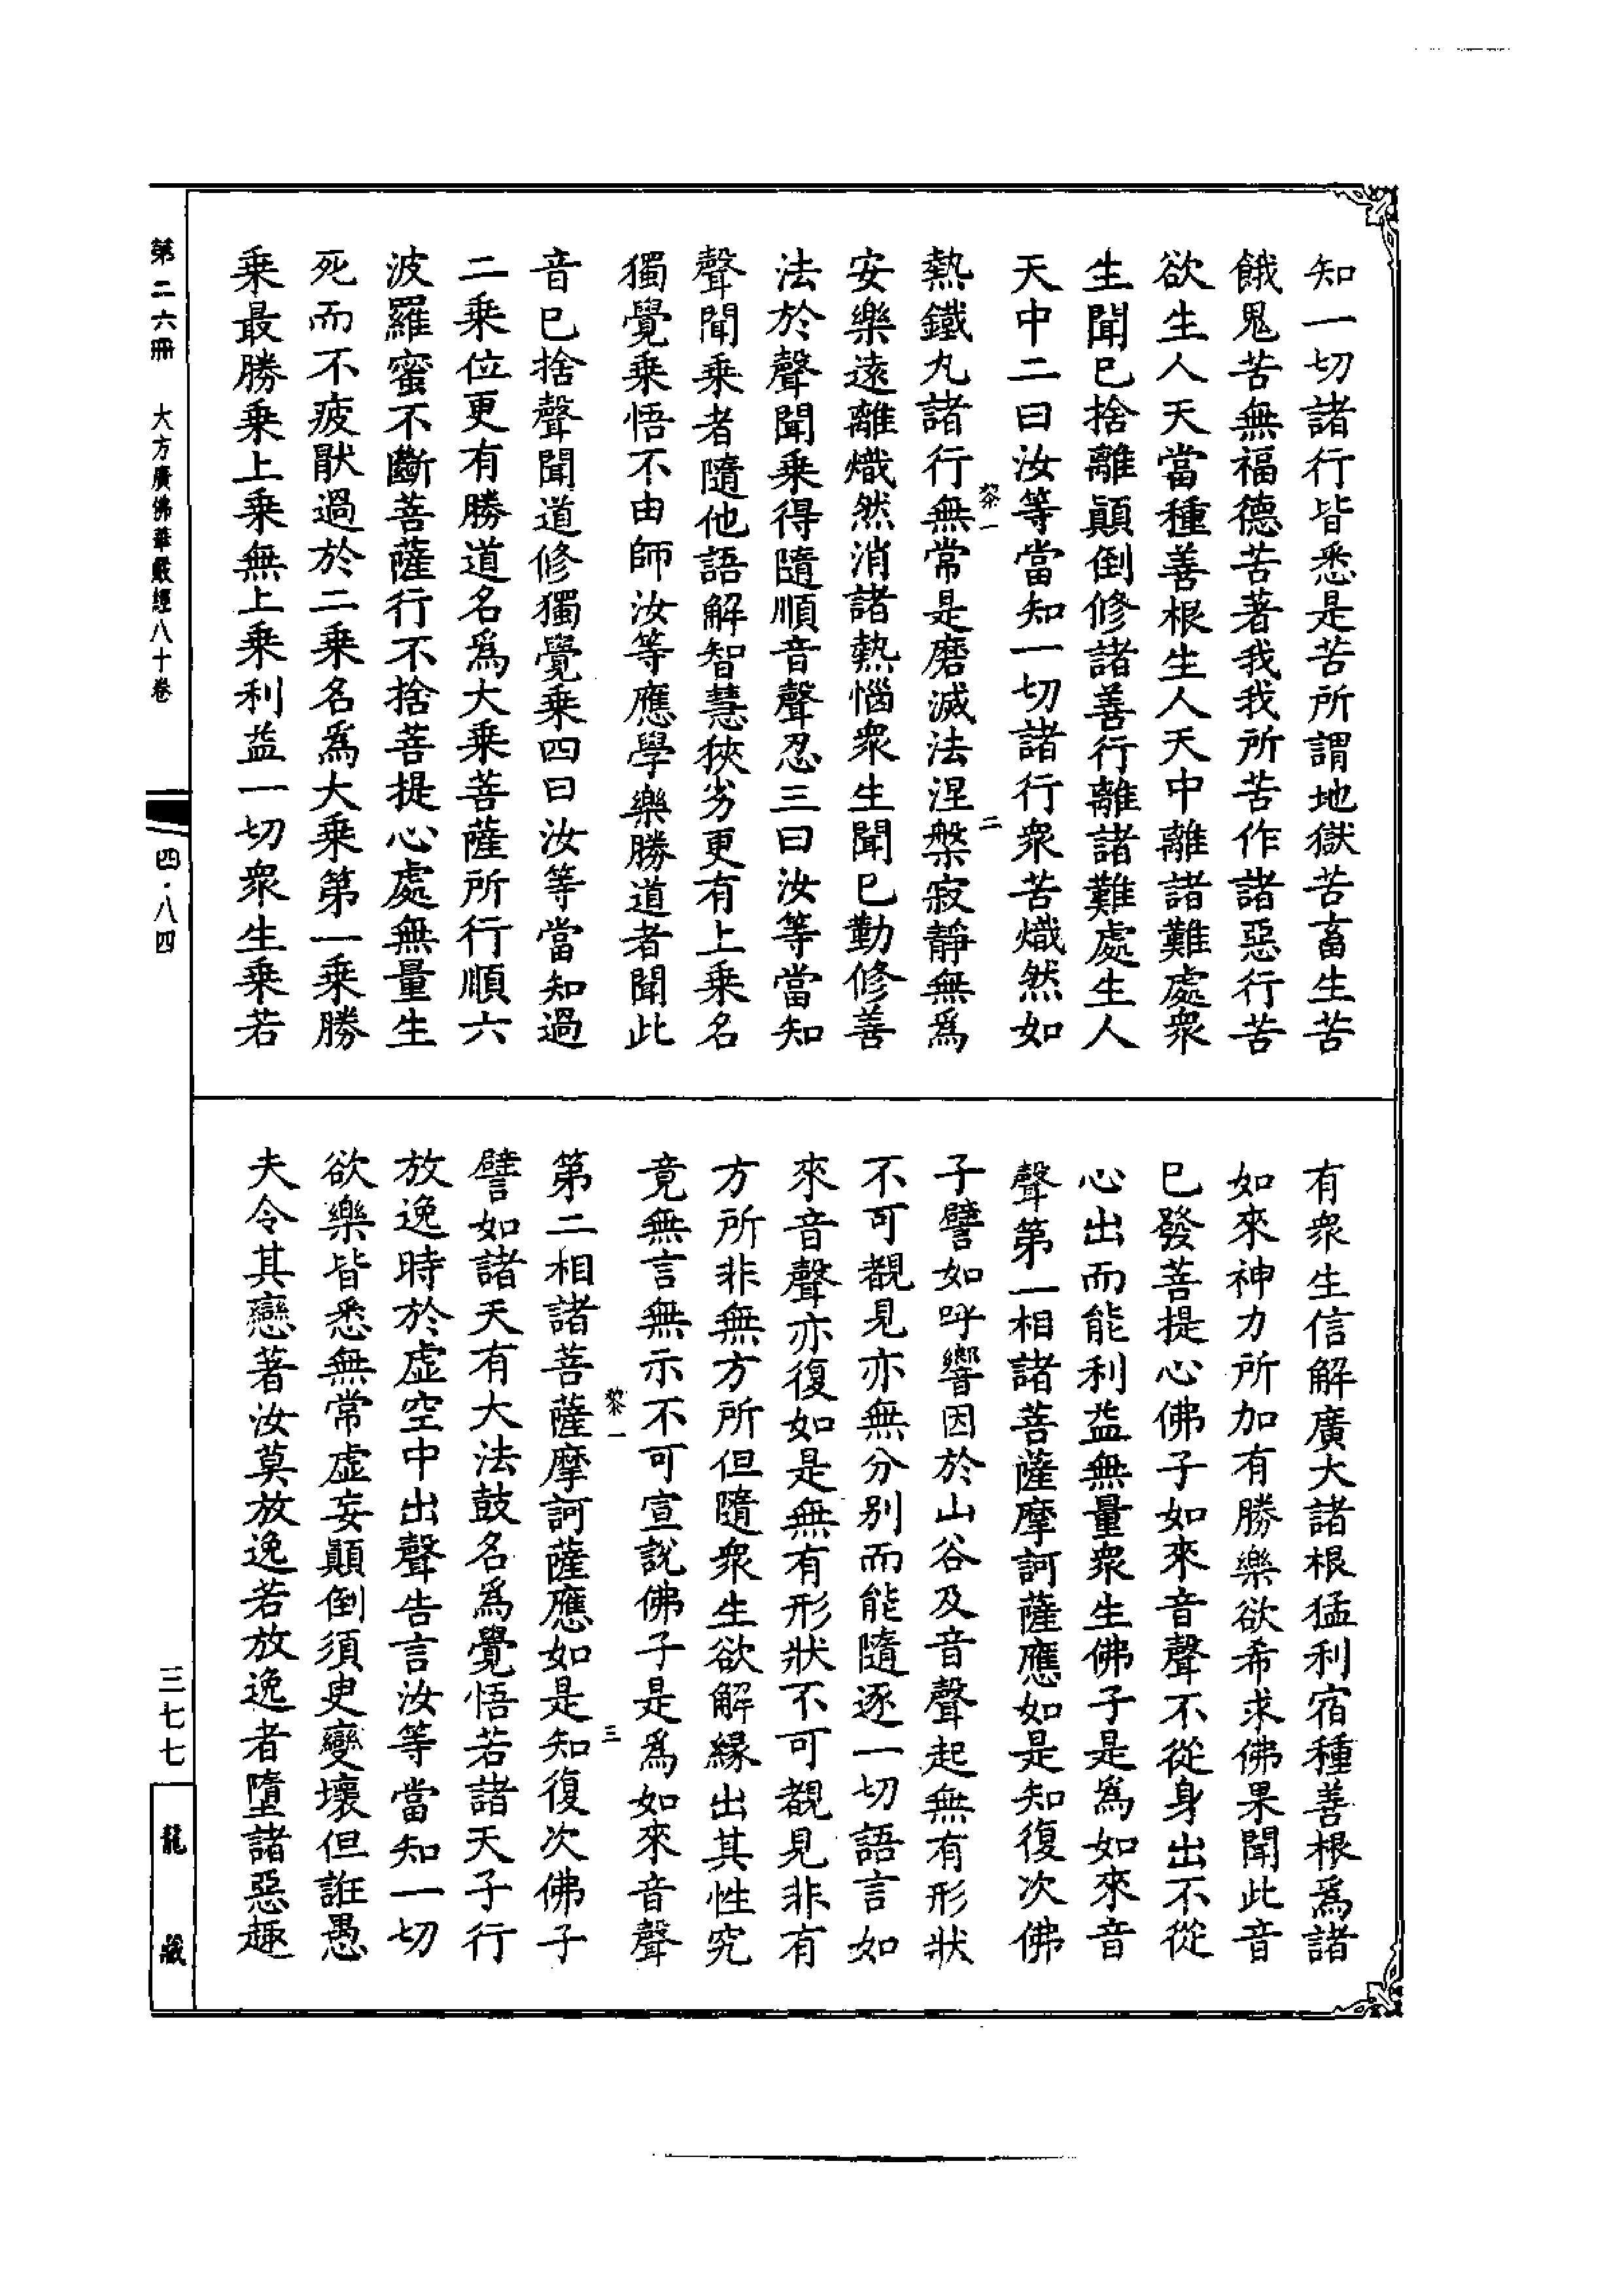 知一切諸行皆悉是苦所謂地獄苦畜生苦
餓鬼苦無福德苦著我我所苦作諸惡行苦
欲生人天當種善根生人天中離諸難處衆
生聞已捨離顚倒修諸善行離諸難處生人
天中二曰汝等當知一切諸行衆苦熾然如
黎一
二
熱鐵丸諸行無常是磨滅法涅槃寂靜無爲
安樂遠離熾然消諸熱惱衆生聞已勤修善
法於聲聞乘得隨順音聲忍三曰汝等當知
聲聞乘者隨他語解智慧狹劣更有上乘名
獨覺乘悟不由師汝等應學樂勝道者聞此
音已捨聲聞道修獨覺乘四曰汝等當知過
二乘位更有勝道名爲大乘菩薩所行順六
波羅蜜不斷菩薩行不捨菩提心處無量生
死而不疲猒過於二乘名爲大乘第一乘勝
乘最勝乘上乘無上乘利益一切衆生乘若
有衆生信解廣大諸根猛利宿種善根爲諸
如來神力所加有勝樂欲希求佛果聞此音
已發菩提心佛子如來音聲不從身出不從
心出而能利益無量衆生佛子是爲如來音
聲第一相諸菩薩摩訶薩應如是知復次佛
子譬如呼響因於山谷及音聲起無有形狀
不可覩見亦無分别而能隨逐一切語言如
來音聲亦復如是無有形狀不可覩見非有
方所非無方所但隨衆生欲解緣出其性究
竟無言無示不可宣說佛子是爲如來音聲
黎一
三
第二相諸菩薩摩訶薩應如是知復次佛子
譬如諸天有大法鼓名爲覺悟若諸天子行
放逸時於虛空中出聲告言汝等當知一切
欲樂皆悉無常虛妄顚倒須臾變壞但誑愚
夫令其戀著汝莫放逸若放逸者墮諸惡趣
第二六冊 大方廣佛華嚴經八十卷
四·八四
三七七
龍藏